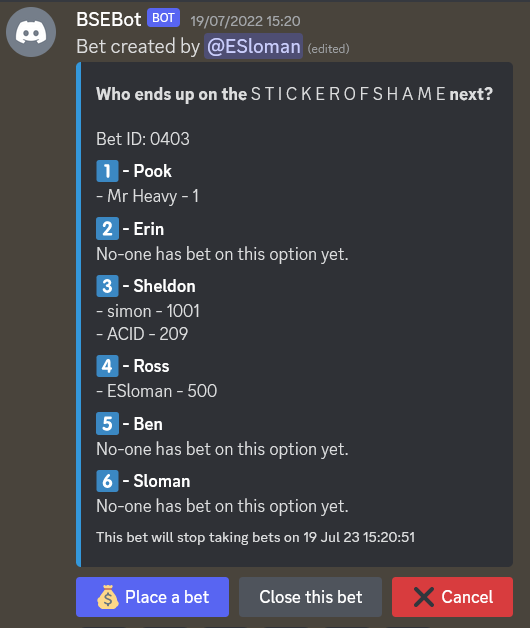 BSEBot BOT 19/07/2022 15:20
Bet created by @ESloman (edited)
Who ends up on the S T I C K E R O F S H A M E next?
Bet ID: 0403
1 - Pook
- Mr Heavy - 1
2 - Erin
No-one has bet on this option yet.
3 - Sheldon
- simon - 1001
- ACID - 209
4 - Ross
- ESloman - 500
5 - Ben
No-one has bet on this option yet.
6 - Sloman
No-one has bet on this option yet.
This bet will stop taking bets on 19 Jul 23 15:20:51
Place a bet Close this bet Cancel